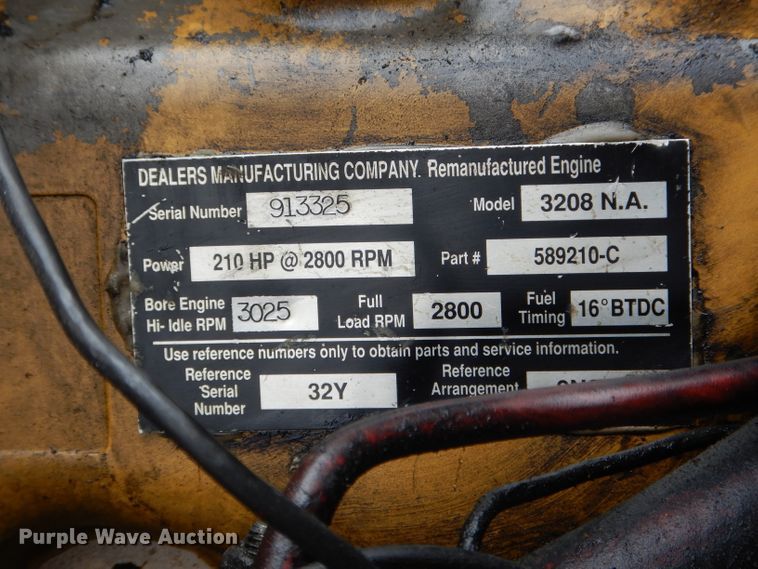 DEALERS MANUFACTURING COMPANY. Remanufactured Engine
Serial Number 913325 Model 3208 N.A.
Power 210 HP @ 2800 RPM Part # 589210-C
Bore Engine Hi- Idle RPM 3025 Full Load RPM 2800 Fuel Timing 16° BTDC
Use reference numbers only to obtain parts and service information.
Reference Serial Number 32Y Reference Arrangement
Purple Wave Auction